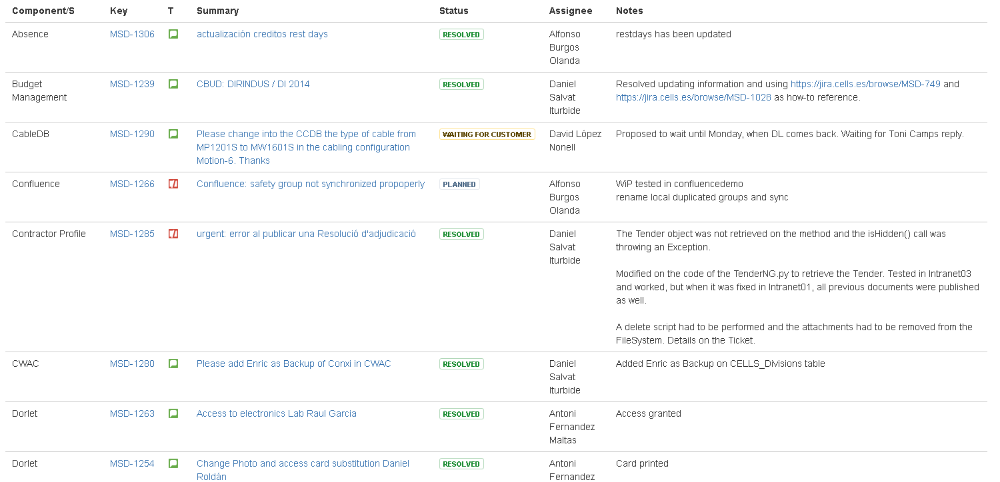 Component/S Key T Summary Status Assignee Notes
Absence MSD-1306 actualización creditos rest days RESOLVED Alfonso restdays has been updated
Burgos
Olanda
Budget MSD-1239 CBUD: DIRINDUS / DI 2014 RESOLVED Daniel Resolved updating information and using https://jira.cells.es/browse/MSD-749 and
Management Salvat https://jira.cells.es/browse/MSD-1028 as how-to reference.
Iturbide
CableDB MSD-1290 Please change into the CCDB the type of cable from WAITING FOR CUSTOMER David López Proposed to wait until Monday, when DL comes back. Waiting for Toni Camps reply.
MP1201S to MW1601S in the cabling configuration Nonell
Motion-6. Thanks
Confluence MSD-1266 Confluence: safety group not synchronized propoperly PLANNED Alfonso WiP tested in confluencedemo
Burgos rename local duplicated groups and sync
Olanda
Contractor Profile MSD-1285 urgent: error al publicar una Resolució d'adjudicació RESOLVED Daniel The Tender object was not retrieved on the method and the isHidden() call was
Salvat throwing an Exception.
Iturbide
Modified on the code of the TenderNG.py to retrieve the Tender. Tested in Intranet03
and worked, but when it was fixed in Intranet01, all previous documents were published
as well.
A delete script had to be performed and the attachments had to be removed from the
FileSystem. Details on the Ticket.
CWAC MSD-1280 Please add Enric as Backup of Conxi in CWAC RESOLVED Daniel Added Enric as Backup on CELLS_Divisions table
Salvat
Iturbide
Dorlet MSD-1263 Access to electronics Lab Raul Garcia RESOLVED Antoni Access granted
Fernandez
Maltas
Dorlet MSD-1254 Change Photo and access card substitution Daniel RESOLVED Antoni Card printed
Roldán Fernandez